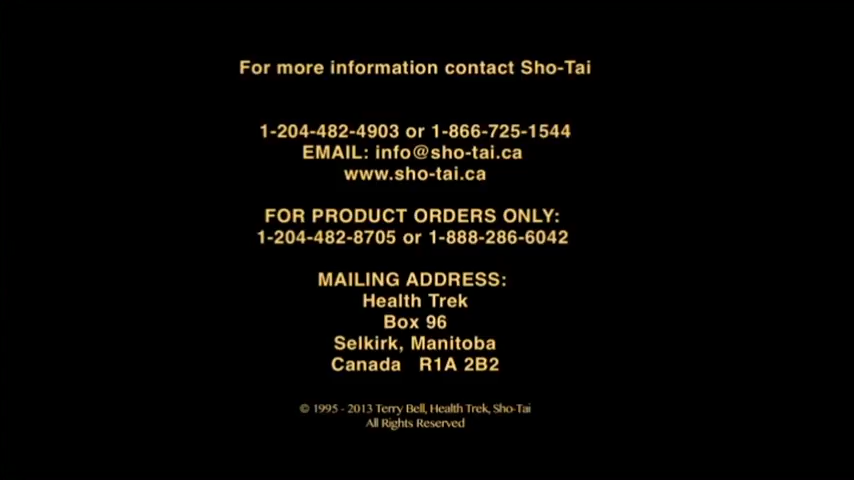 For more information contact Sho-Tai
1-204-482-4903 or 1-866-725-1544
EMAIL: info@sho-tai.ca
www.sho-tai.ca
FOR PRODUCT ORDERS ONLY:
1-204-482-8705 or 1-888-286-6042
MAILING ADDRESS:
Health Trek
Box 96
Selkirk, Manitoba
Canada R1A 2B2
© 1995 - 2013 Terry Bell, Health Trek, Sho-Tai
All Rights Reserved